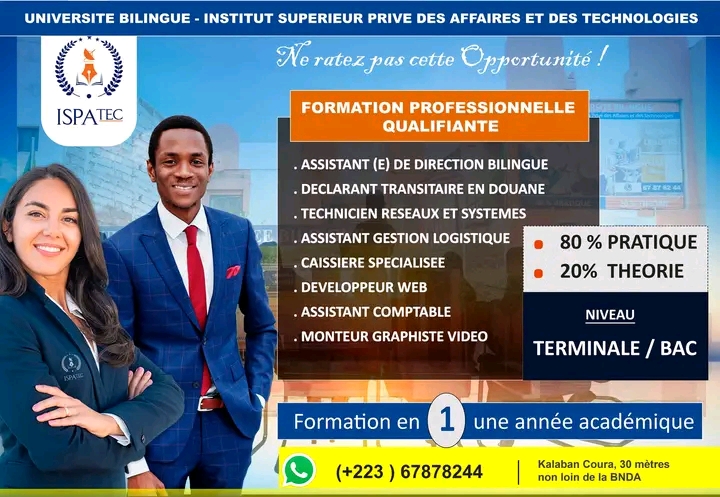 UNIVERSITE BILINGUE - INSTITUT SUPERIEUR PRIVE DES AFFAIRES ET DES TECHNOLOGIES
ISPATEC
Ne ratez pas cette Opportunité !
FORMATION PROFESSIONNELLE
QUALIFIANTE
. ASSISTANT (E) DE DIRECTION BILINGUE
. DECLARANT TRANSITAIRE EN DOUANE
. TECHNICIEN RESEAUX ET SYSTEMES
. ASSISTANT GESTION LOGISTIQUE
. CAISSIERE SPECIALISEE
. DEVELOPPEUR WEB
. ASSISTANT COMPTABLE
. MONTEUR GRAPHISTE VIDEO
• 80 % PRATIQUE
• 20% THEORIE
NIVEAU
TERMINALE / BAC
ISPATEC
Formation en 1 une année académique
(+223 ) 67878244
Kalaban Coura, 30 mètres
non loin de la BNDA